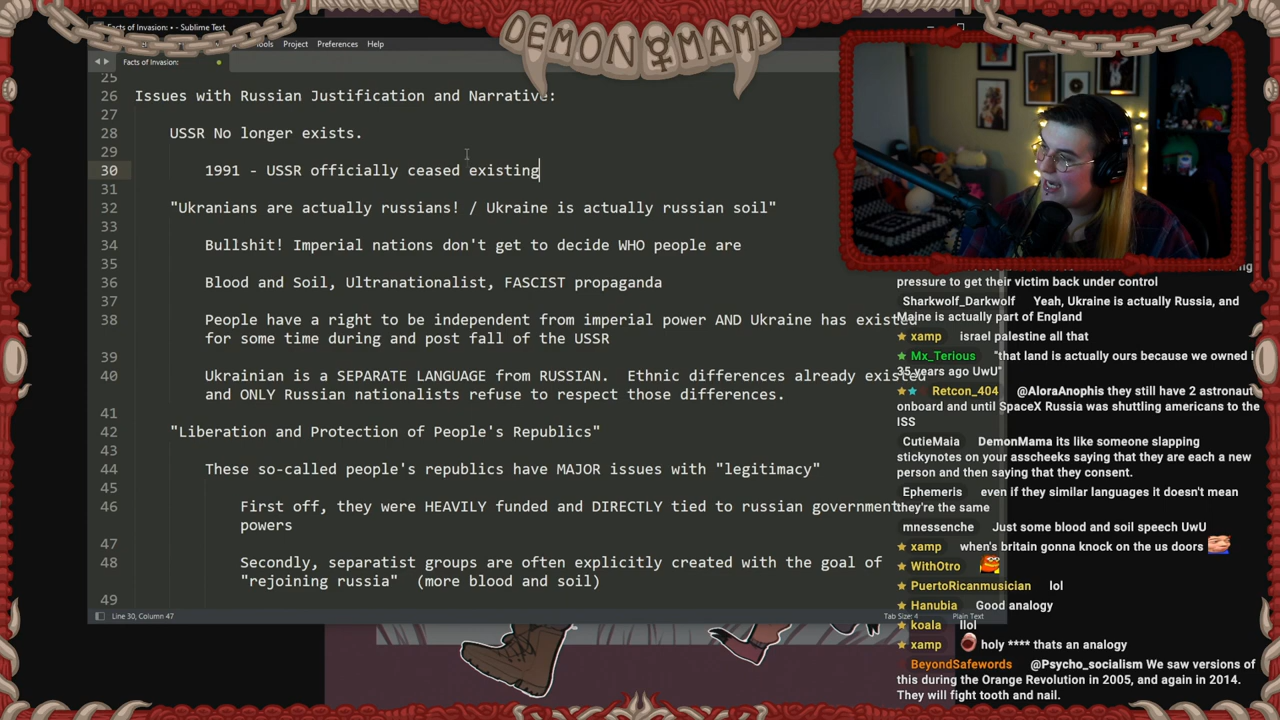 DEMON MAMA
Facts of Invasion: • - Sublime Text
Tools Project Preferences Help
Facts of Invasion:
25
26 Issues with Russian Justification and Narrative:
27
28 USSR No longer exists.
29
30 1991 - USSR officially ceased existing
31
32 "Ukranians are actually russians! / Ukraine is actually russian soil"
33
34 Bullshit! Imperial nations don't get to decide WHO people are
35
36 Blood and Soil, Ultranationalist, FASCIST propaganda
37
38 People have a right to be independent from imperial power AND Ukraine has existed
for some time during and post fall of the USSR
39
40 Ukrainian is a SEPARATE LANGUAGE from RUSSIAN. Ethnic differences already existed
and ONLY Russian nationalists refuse to respect those differences.
41
42 "Liberation and Protection of People's Republics"
43
44 These so-called people's republics have MAJOR issues with "legitimacy"
45
46 First off, they were HEAVILY funded and DIRECTLY tied to russian government
powers
47
48 Secondly, separatist groups are often explicitly created with the goal of
"rejoining russia" (more blood and soil)
49
Line 30, Column 47
Tab Size: 4
Plain Text
pressure to get their victim back under control
Sharkwolf_Darkwolf Yeah, Ukraine is actually Russia, and
Maine is actually part of England
xamp israel palestine all that
Mx_Terious "that land is actually ours because we owned i
35 years ago UwU"
Retcon_404 @AloraAnophis they still have 2 astronaut
onboard and until SpaceX Russia was shuttling americans to the
ISS
CutieMaia DemonMama its like someone slapping
stickynotes on your asscheeks saying that they are each a new
person and then saying that they consent.
Ephemeris even if they similar languages it doesn't mean
they're the same
mnessenche Just some blood and soil speech UwU
xamp when's britain gonna knock on the us doors
WithOtro
PuertoRicanmusician lol
Hanubia Good analogy
koala llol
xamp holy **** thats an analogy
BeyondSafewords @Psycho_socialism We saw versions of
this during the Orange Revolution in 2005, and again in 2014.
They will fight tooth and nail.